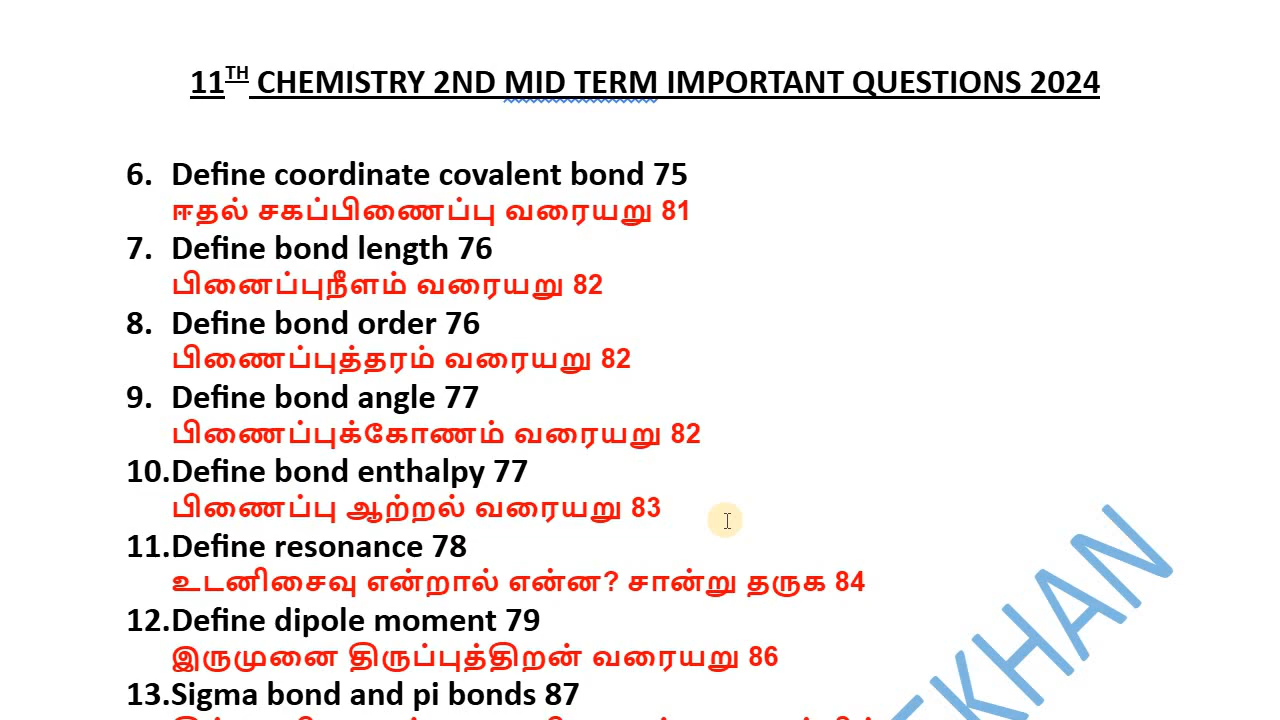 11TH CHEMISTRY 2ND MID TERM IMPORTANT QUESTIONS 2024
6. Define coordinate covalent bond 75
ஈதல் சகப்பிணைப்பு வரையறு 81
7. Define bond length 76
பினைப்புநீளம் வரையறு 82
8. Define bond order 76
பிணைப்புத்தரம் வரையறு 82
9. Define bond angle 77
பிணைப்புக்கோணம் வரையறு 82
10.Define bond enthalpy 77
பிணைப்பு ஆற்றல் வரையறு 83
11.Define resonance 78
உடனிசைவு என்றால் என்ன? சான்று தருக 84
12.Define dipole moment 79
இருமுனை திருப்புத்திறன் வரையறு 86
13.Sigma bond and pi bonds 87